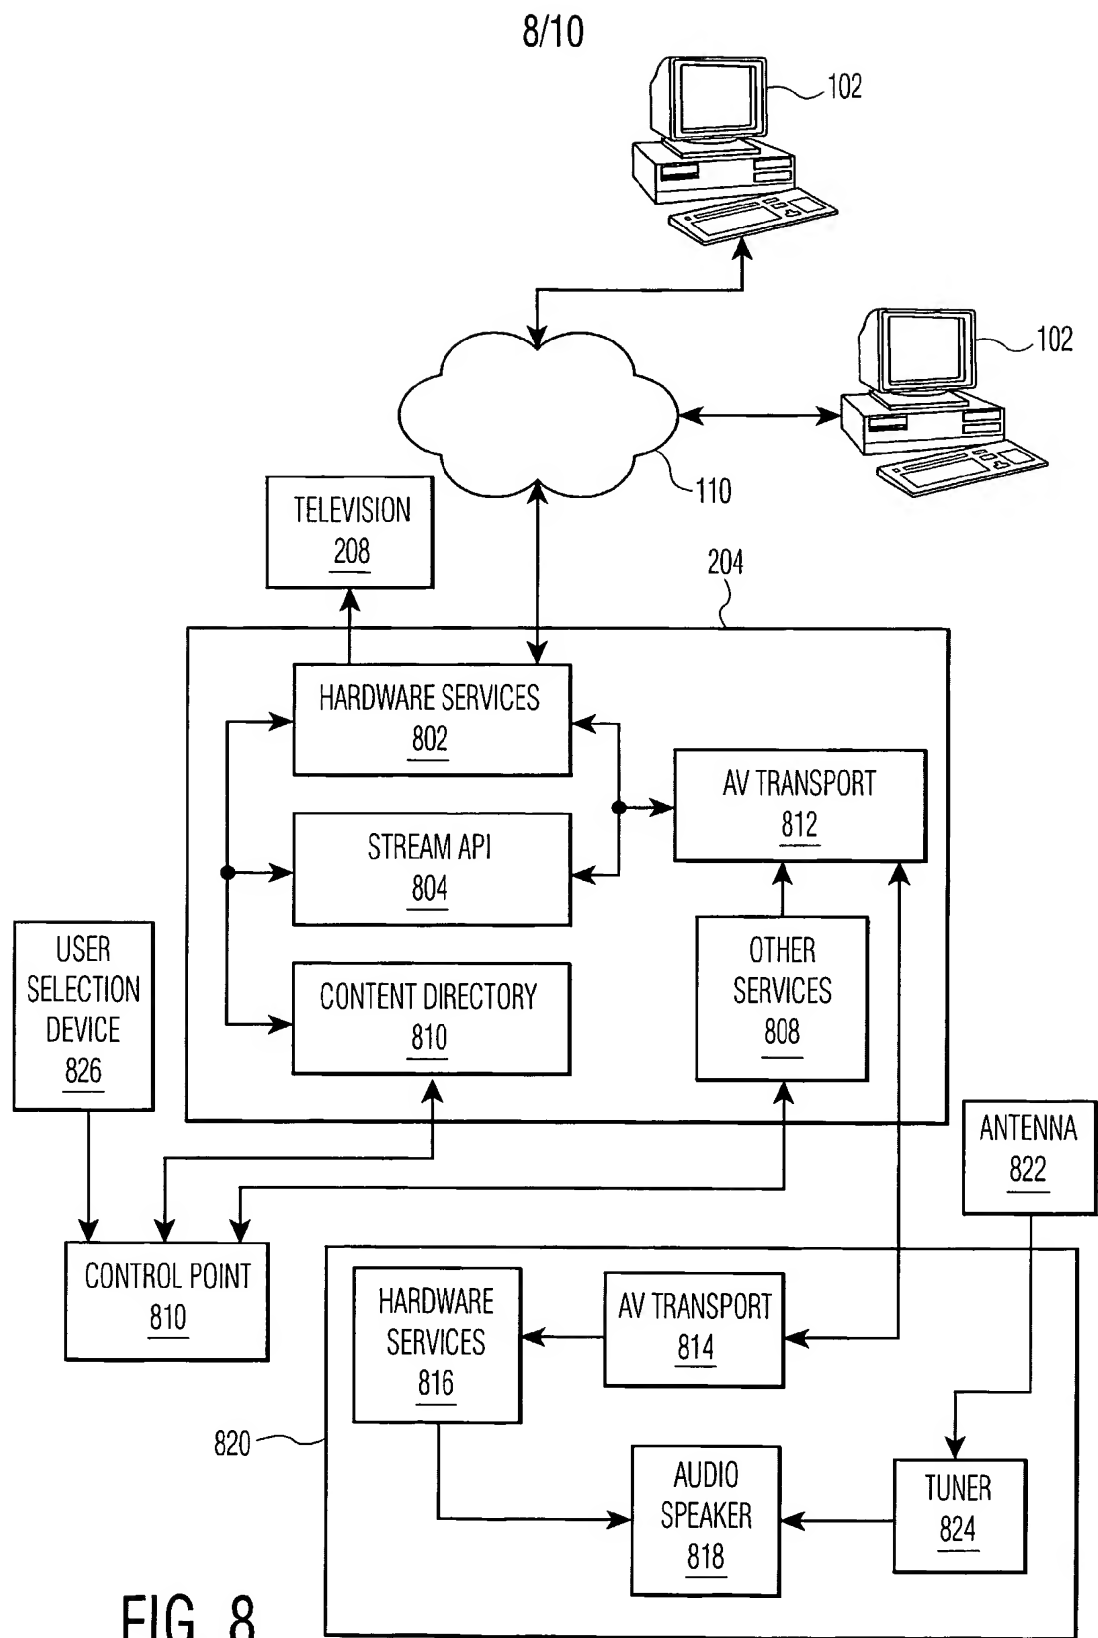 8/10
102
102
110
TELEVISION
208
204
HARDWARE SERVICES
802
AV TRANSPORT
812
STREAM API
804
USER
SELECTION
DEVICE
826
OTHER
SERVICES
808
CONTENT DIRECTORY
810
ANTENNA
822
CONTROL POINT
810
HARDWARE
SERVICES
816
AV TRANSPORT
814
820
AUDIO
SPEAKER
818
TUNER
824
FIG. 8